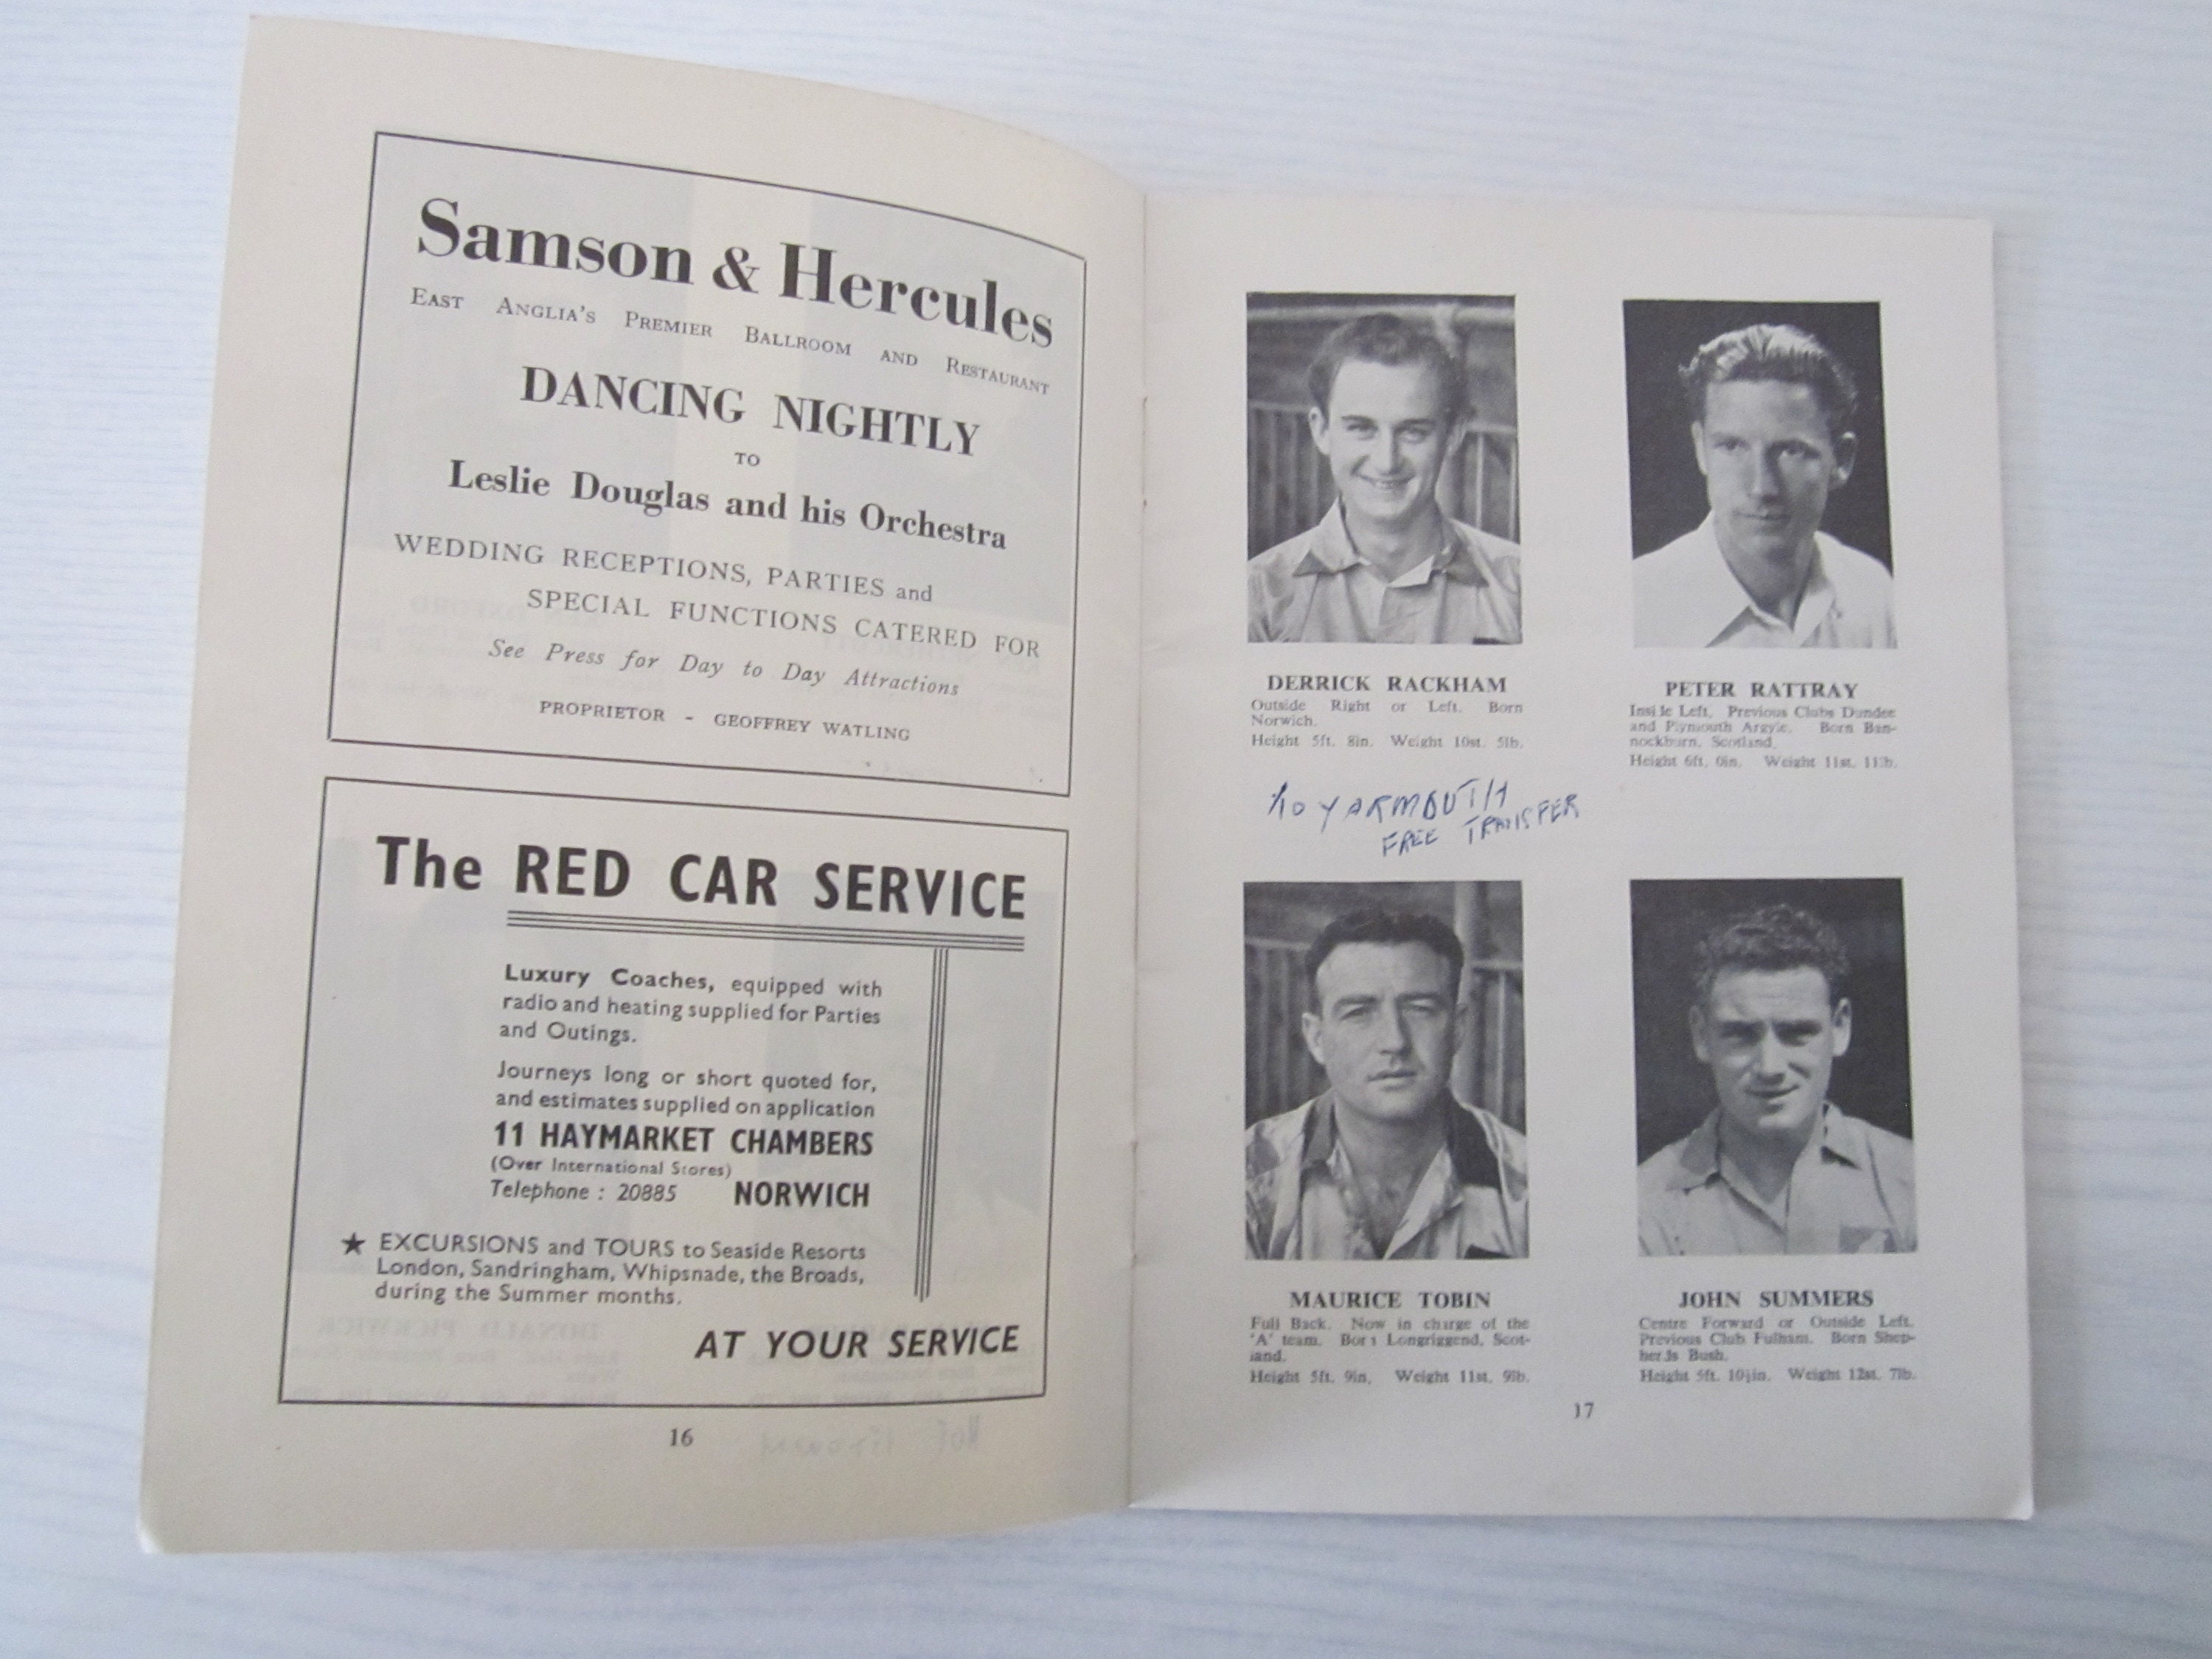 Samson & Hercules
EAST ANGLIA'S PREMIER BALLROOM AND RESTAURANT
DANCING NIGHTLY
TO
Leslie Douglas and his Orchestra
WEDDING RECEPTIONS, PARTIES and
SPECIAL FUNCTIONS CATERED FOR
See Press for Day to Day Attractions
PROPRIETOR - GEOFFREY WATLING
The RED CAR SERVICE
Luxury Coaches, equipped with
radio and heating supplied for Parties
and Outings.
Journeys long or short quoted for,
and estimates supplied on application
11 HAYMARKET CHAMBERS
(Over International Stores)
Telephone : 20885 NORWICH
★ EXCURSIONS and TOURS to Seaside Resorts
London, Sandringham, Whipsnade, the Broads,
during the Summer months.
AT YOUR SERVICE
16
DERRICK RACKHAM
Outside Right or Left. Born
Norwich.
Height 5ft. 8in. Weight 10st. 5lb.
TO YARMOUTH
FREE TRANSFER
PETER RATTRAY
Inside Left. Previous Clubs Dundee
and Plymouth Argyle. Born Ban-
nockburn, Scotland.
Height 6ft. 0in. Weight 11st. 11lb.
MAURICE TOBIN
Full Back. Now in charge of the
'A' team. Born Longriggend, Scot-
land.
Height 5ft. 9in. Weight 11st. 9lb.
JOHN SUMMERS
Centre Forward or Outside Left.
Previous Club Fulham. Born Shep-
herds Bush.
Height 5ft. 10½in. Weight 12st. 7lb.
17